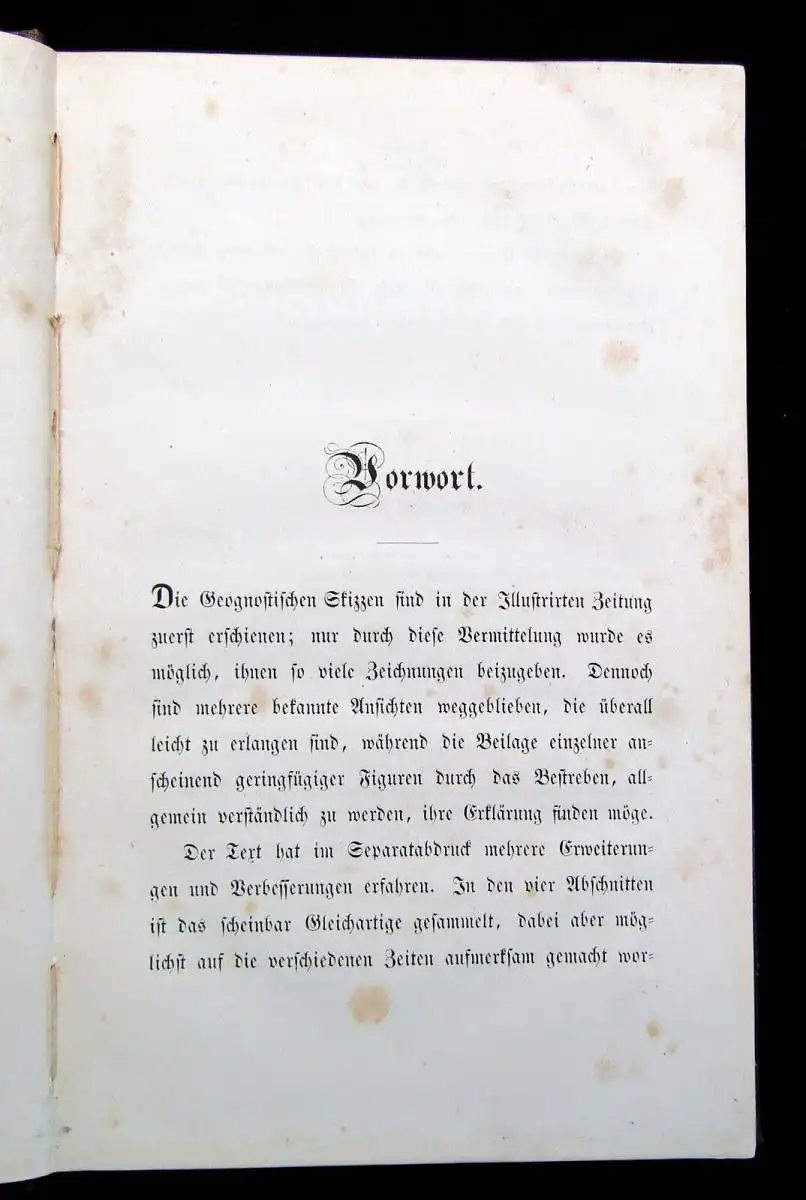 Vorwort.
Die Geognostischen Skizzen sind in der Illustrirten Zeitung
zuerst erschienen; nur durch diese Vermittelung wurde es
möglich, ihnen so viele Zeichnungen beizugeben. Dennoch
sind mehrere bekannte Ansichten weggeblieben, die überall
leicht zu erlangen sind, während die Beilage einzelner an-
scheinend geringfügiger Figuren durch das Bestreben, all-
gemein verständlich zu werden, ihre Erklärung finden möge.
Der Text hat im Separatabdruck mehrere Erweiterun-
gen und Verbesserungen erfahren. In den vier Abschnitten
ist das scheinbar Gleichartige gesammelt, dabei aber mög-
lichst auf die verschiedenen Zeiten aufmerksam gemacht wor-